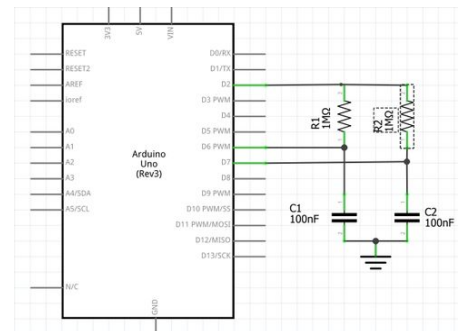 3V3
5V
VIN
RESET
RESET2
AREF
ioref
A0
A1
A2
A3
A4/SDA
A5/SCL
N/C
Arduino
Uno
(Rev3)
D0/RX
D1/TX
D2
D3 PWM
D4
D5 PWM
D6 PWM
D7
D8
D9 PWM
D10 PWM/SS
D11 PWM/MOSI
D12/MISO
D13/SCK
GND
R1
1MΩ
R2
1MΩ
C1
100nF
C2
100nF